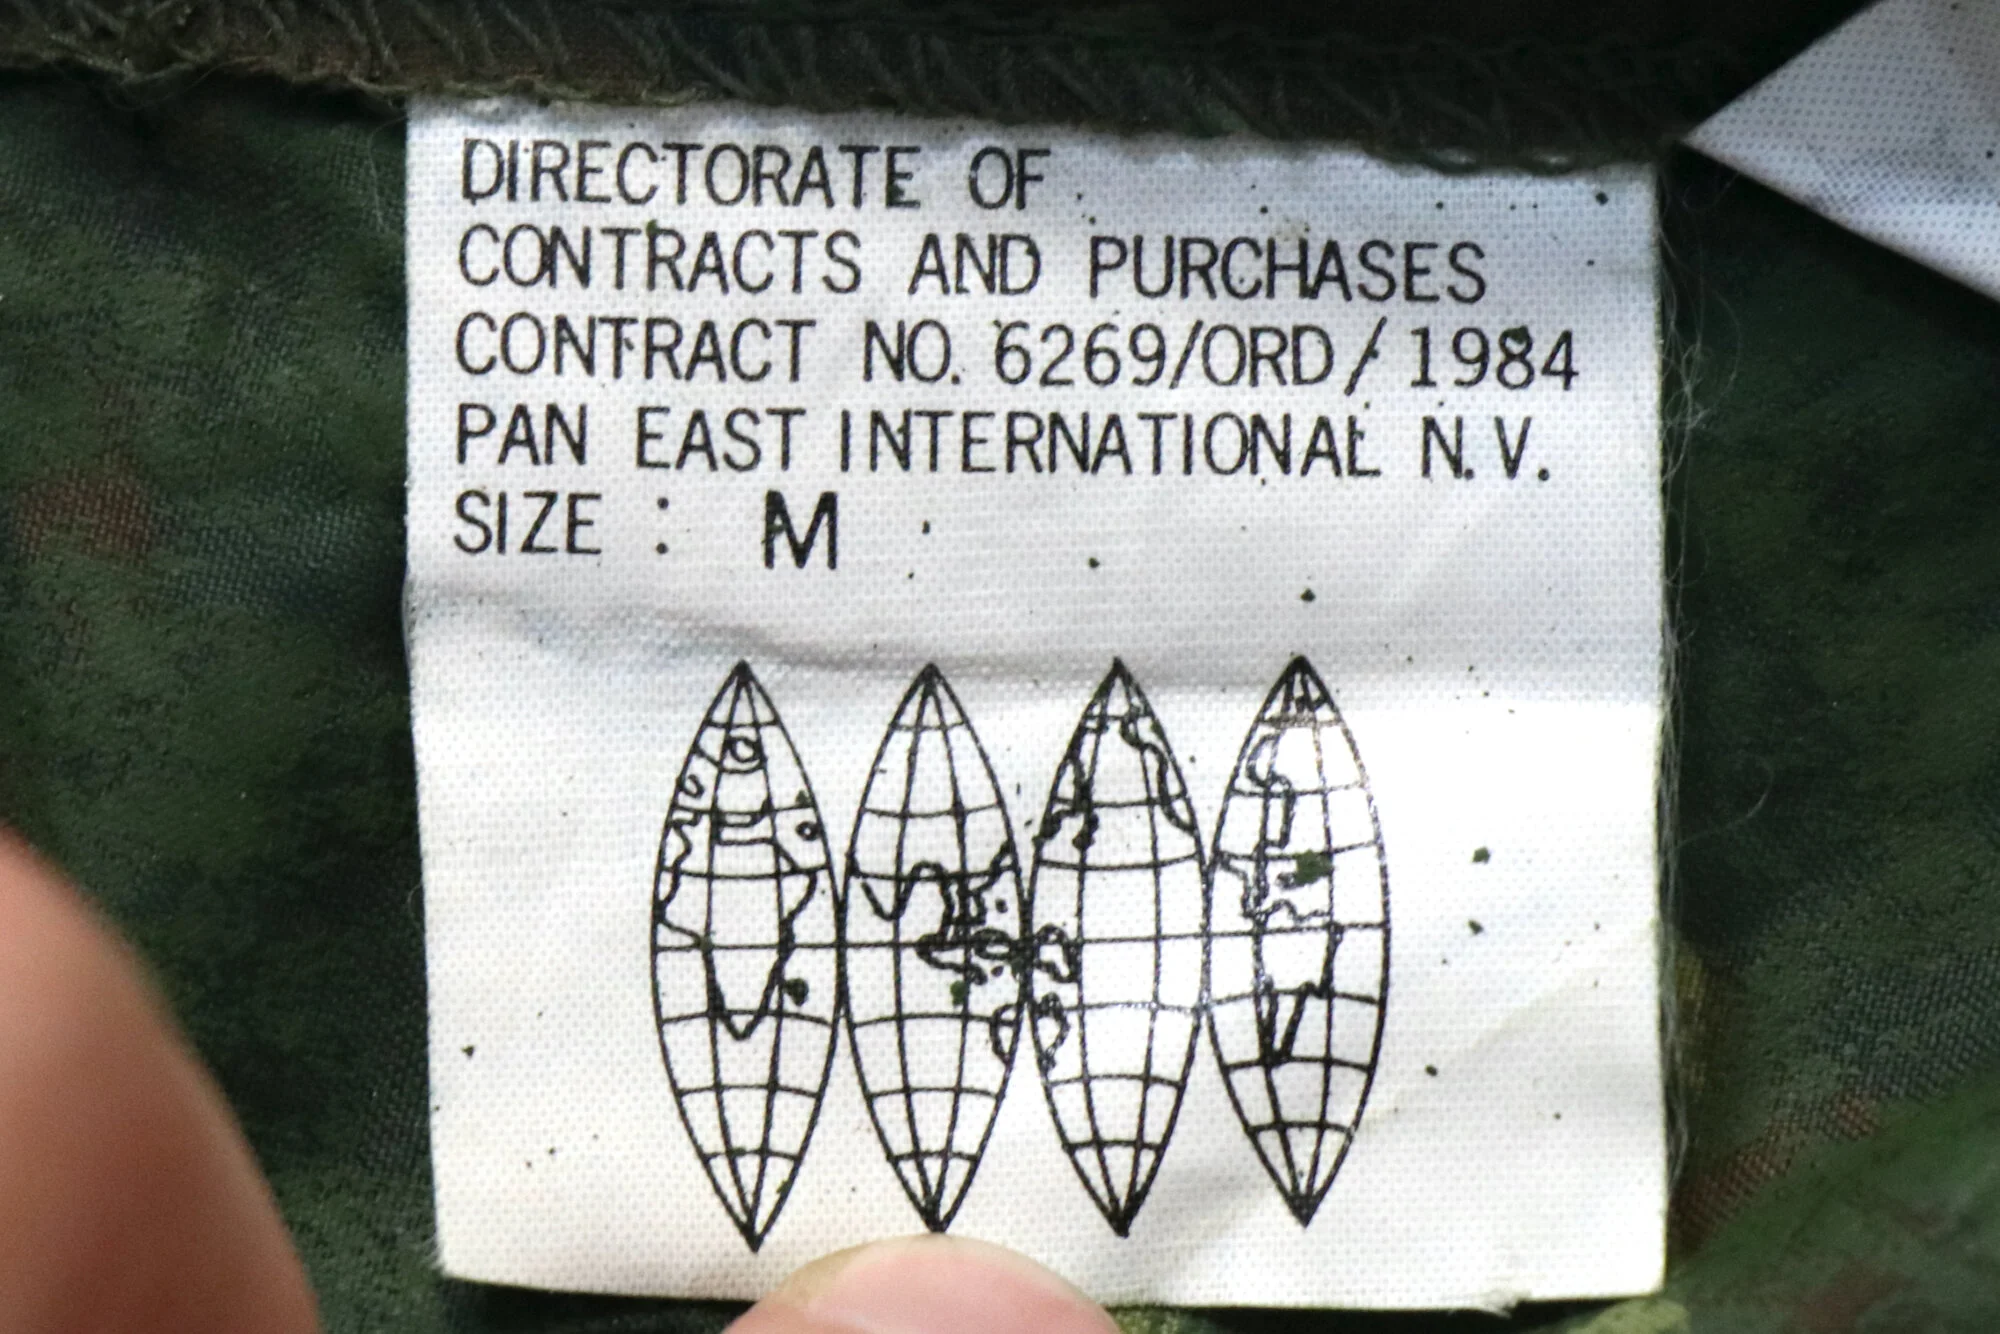 DIRECTORATE OF
CONTRACTS AND PURCHASES
CONTRACT NO. 6269/ORD/1984
PAN EAST INTERNATIONAL N.V.
SIZE : M